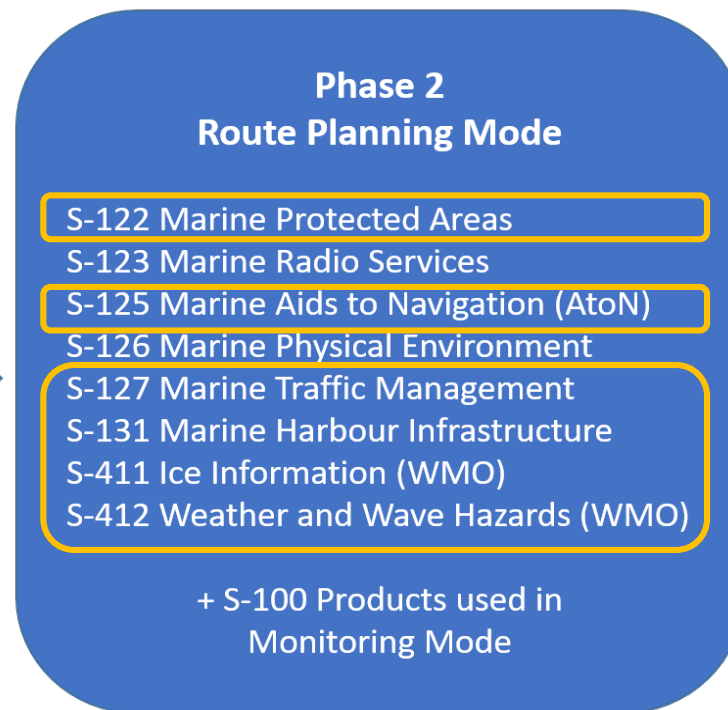 Phase 2
Route Planning Mode
S-122 Marine Protected Areas
S-123 Marine Radio Services
S-125 Marine Aids to Navigation (AtoN)
S-126 Marine Physical Environment
S-127 Marine Traffic Management
S-131 Marine Harbour Infrastructure
S-411 Ice Information (WMO)
S-412 Weather and Wave Hazards (WMO)
+ S-100 Products used in
Monitoring Mode